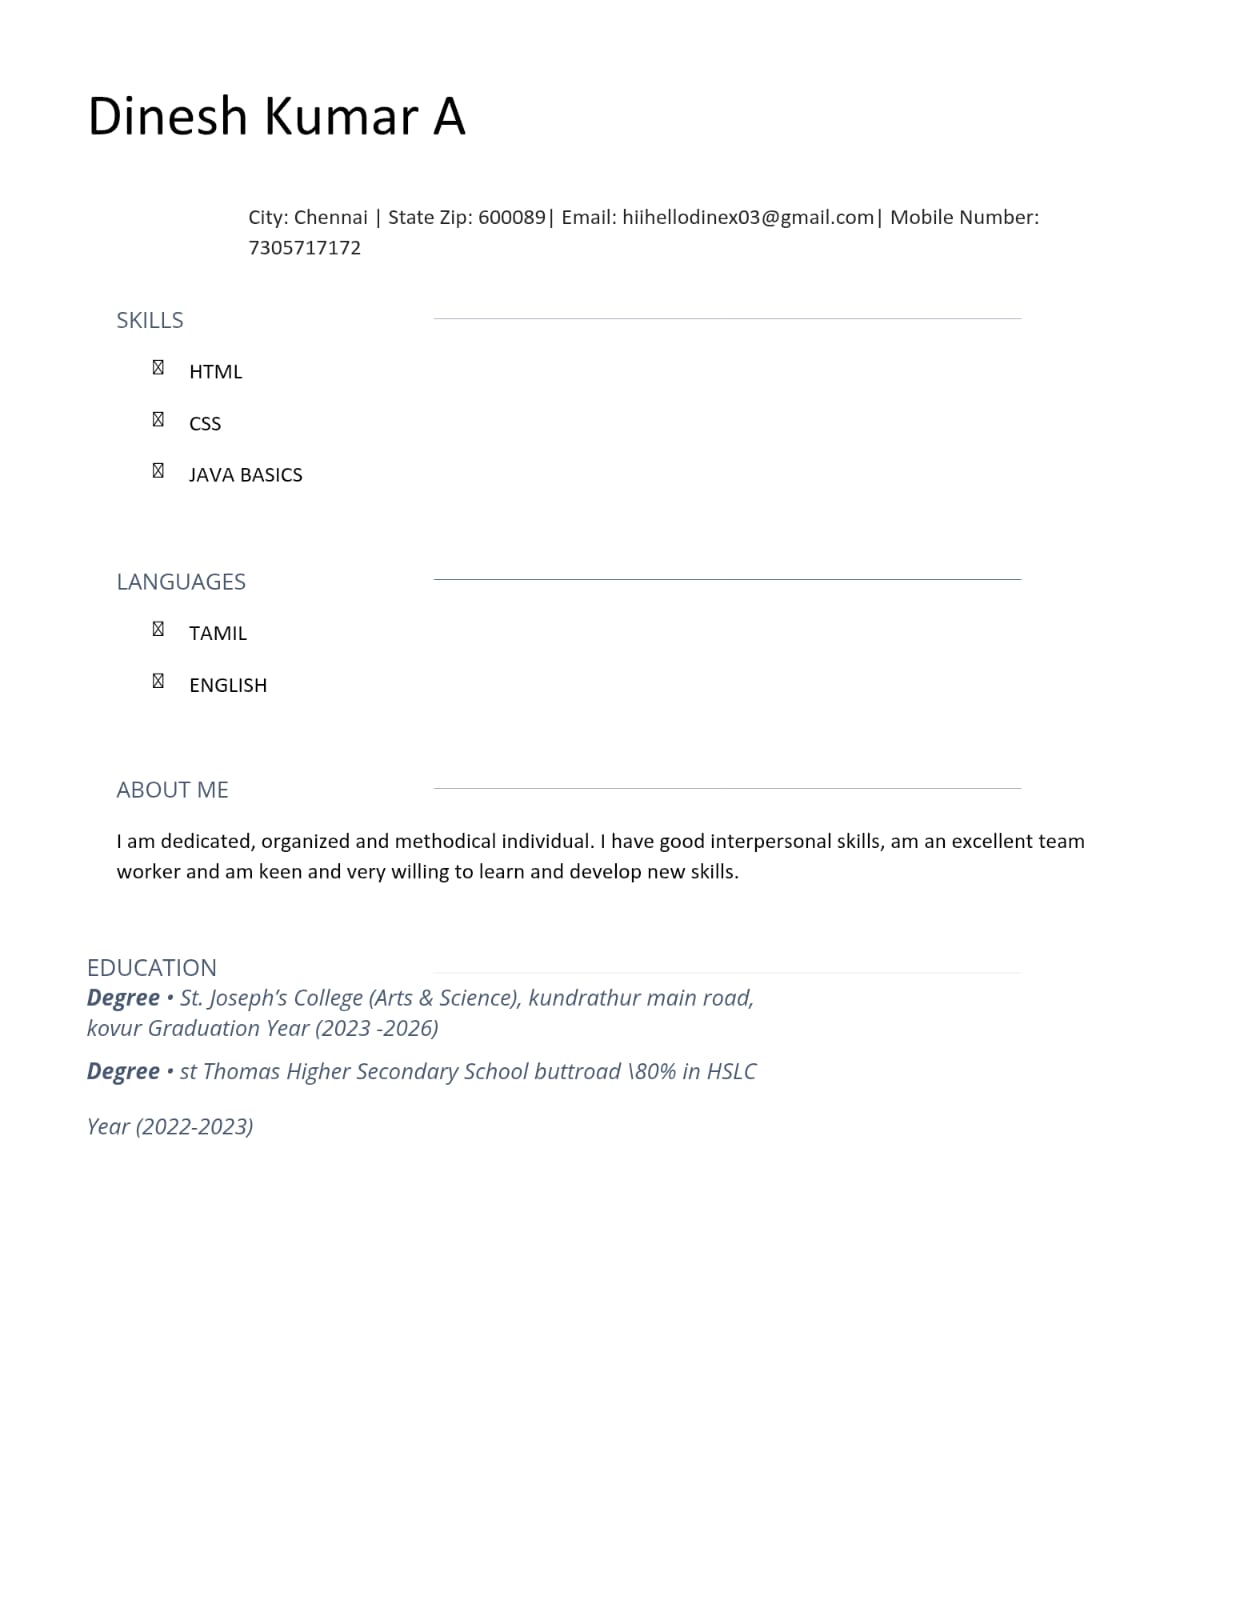 Dinesh Kumar A
City: Chennai | State Zip: 600089| Email: hiihellodinex03@gmail.com| Mobile Number:
7305717172
SKILLS
HTML
CSS
JAVA BASICS
LANGUAGES
TAMIL
ENGLISH
ABOUT ME
I am dedicated, organized and methodical individual. I have good interpersonal skills, am an excellent team
worker and am keen and very willing to learn and develop new skills.
EDUCATION
Degree • St. Joseph’s College (Arts & Science), kundrathur main road,
kovur Graduation Year (2023 -2026)
Degree • st Thomas Higher Secondary School buttroad \80% in HSLC
Year (2022-2023)